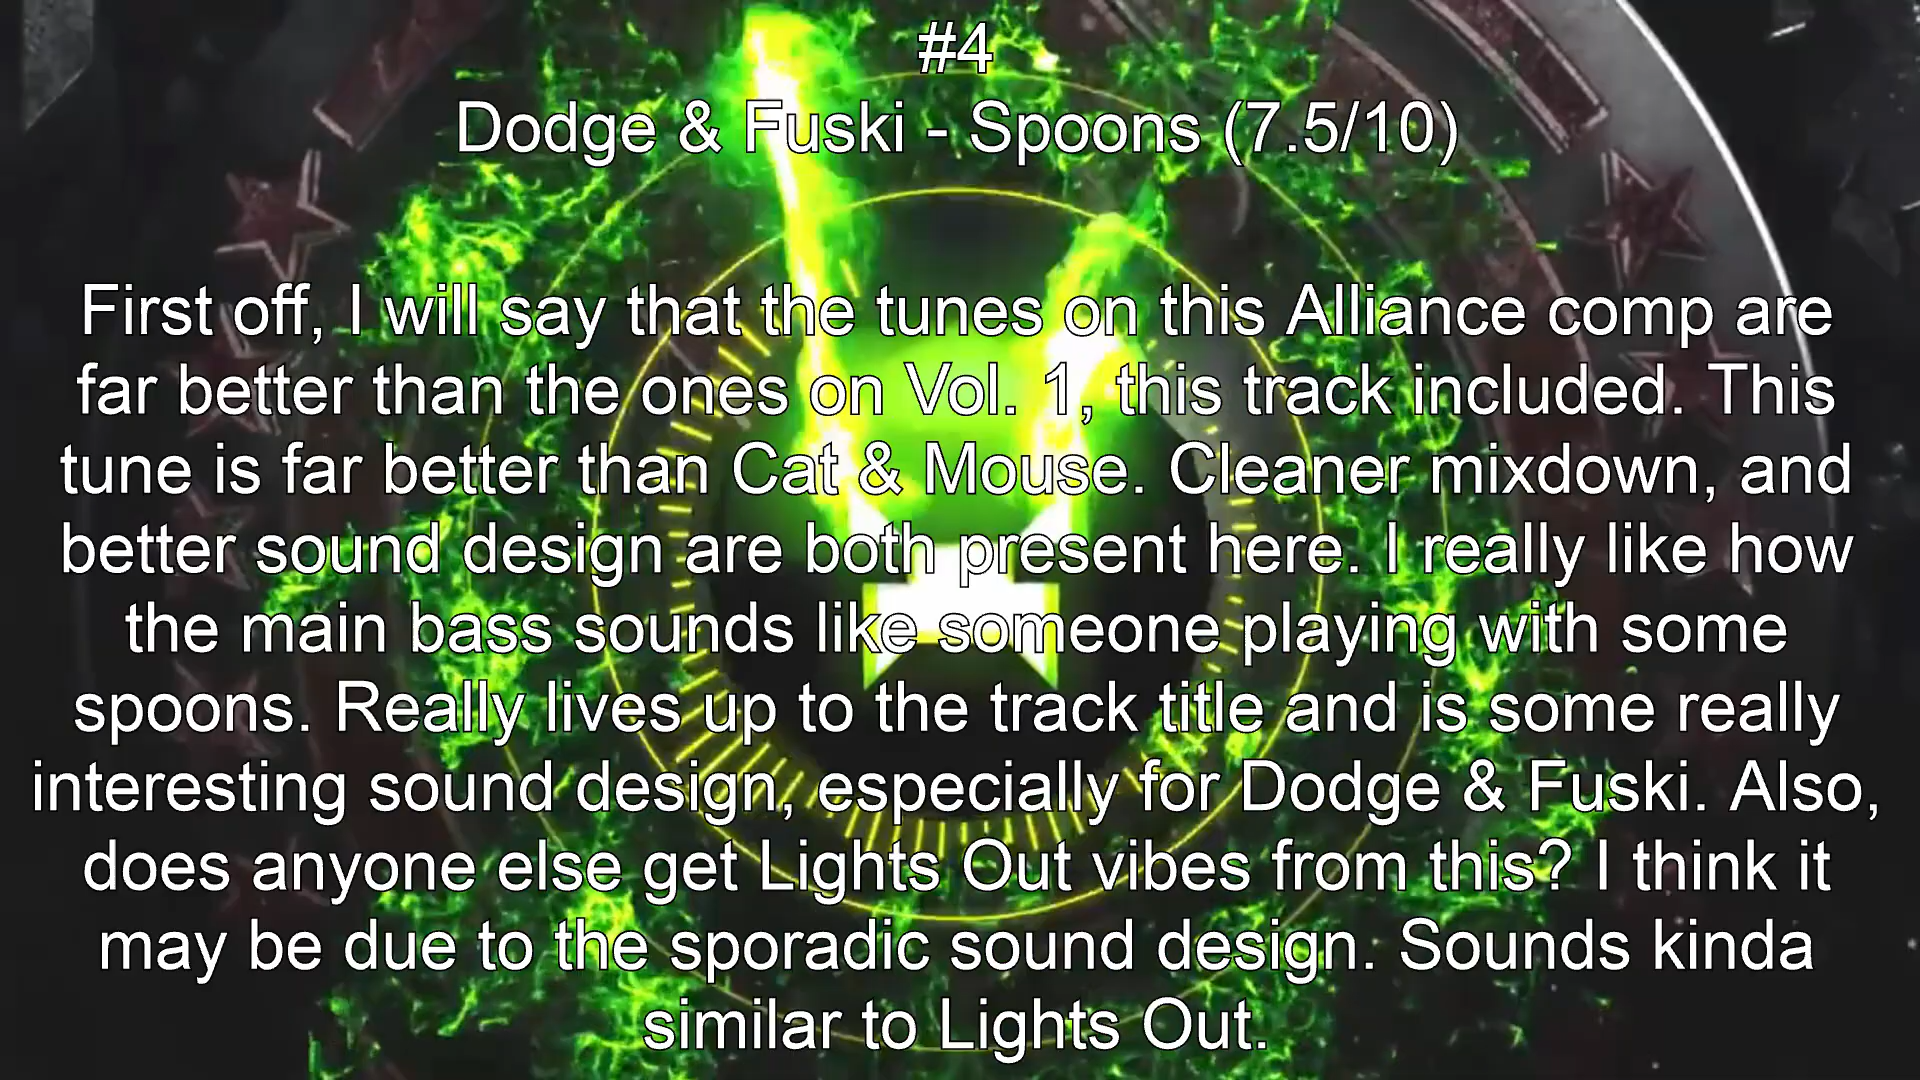 #4
Dodge & Fuski - Spoons (7.5/10)
First off, I will say that the tunes on this Alliance comp are
far better than the ones on Vol. 1, this track included. This
tune is far better than Cat & Mouse. Cleaner mixdown, and
better sound design are both present here. I really like how
the main bass sounds like someone playing with some
spoons. Really lives up to the track title and is some really
interesting sound design, especially for Dodge & Fuski. Also,
does anyone else get Lights Out vibes from this? I think it
may be due to the sporadic sound design. Sounds kinda
similar to Lights Out.